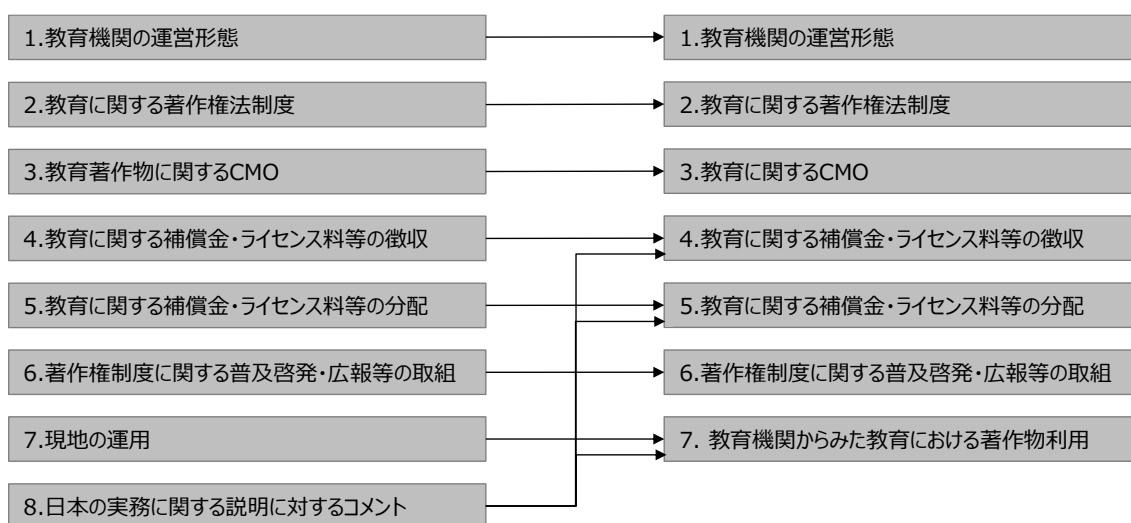 1.教育機関の運営形態
2.教育に関する著作権法制度
3.教育著作物に関するCMO
4.教育に関する補償金・ライセンス料等の徴収
5.教育に関する補償金・ライセンス料等の分配
6.著作権制度に関する普及啓発・広報等の取組
7.現地の運用
8.日本の実務に関する説明に対するコメント
1.教育機関の運営形態
2.教育に関する著作権法制度
3.教育に関するCMO
4.教育に関する補償金・ライセンス料等の徴収
5.教育に関する補償金・ライセンス料等の分配
6.著作権制度に関する普及啓発・広報等の取組
7. 教育機関からみた教育における著作物利用